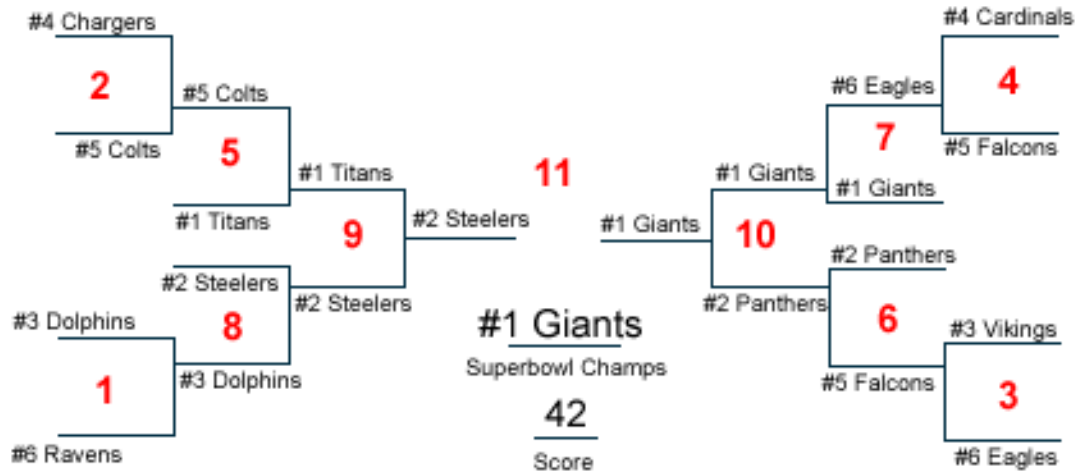 #4 Chargers
#4 Cardinals
2
#5 Colts
#6 Eagles
4
#5 Colts
5
7
#5 Falcons
#1 Titans
11
#1 Giants
#1 Giants
#1 Titans
9
#2 Steelers
#1 Giants
10
#2 Panthers
#2 Steelers
#2 Steelers
#2 Panthers
#3 Dolphins
8
#1 Giants
6
#3 Vikings
Superbowl Champs
1
#3 Dolphins
#5 Falcons
3
42
#6 Ravens
#6 Eagles
Score